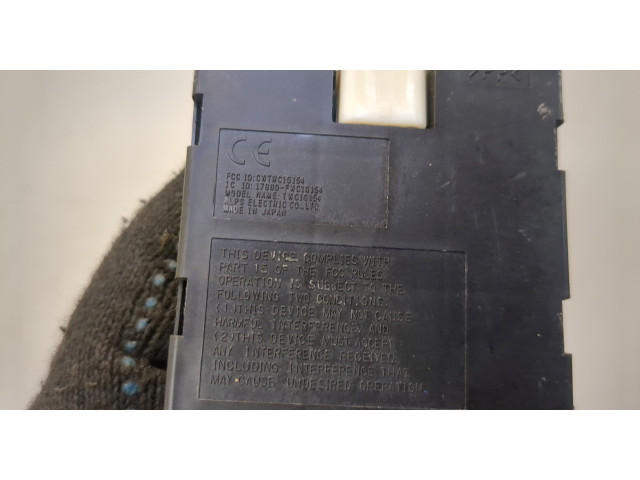 CE
FCC ID:CWTWC1G154
IC ID:1788D-FWC1G154
MODEL NAME:TWC1G154
ALPS ELECTRIC CO.,LTD.
MADE IN JAPAN
THIS DEVICE COMPLIES WITH
PART 15 OF THE FCC RULES.
OPERATION IS SUBJECT TO THE
FOLLOWING TWO CONDITIONS:
(1)THIS DEVICE MAY NOT CAUSE
HARMFUL INTERFERENCE, AND
(2)THIS DEVICE MUST ACCEPT
ANY INTERFERENCE RECEIVED,
INCLUDING INTERFERENCE THAT
MAY CAUSE UNDESIRED OPERATION.